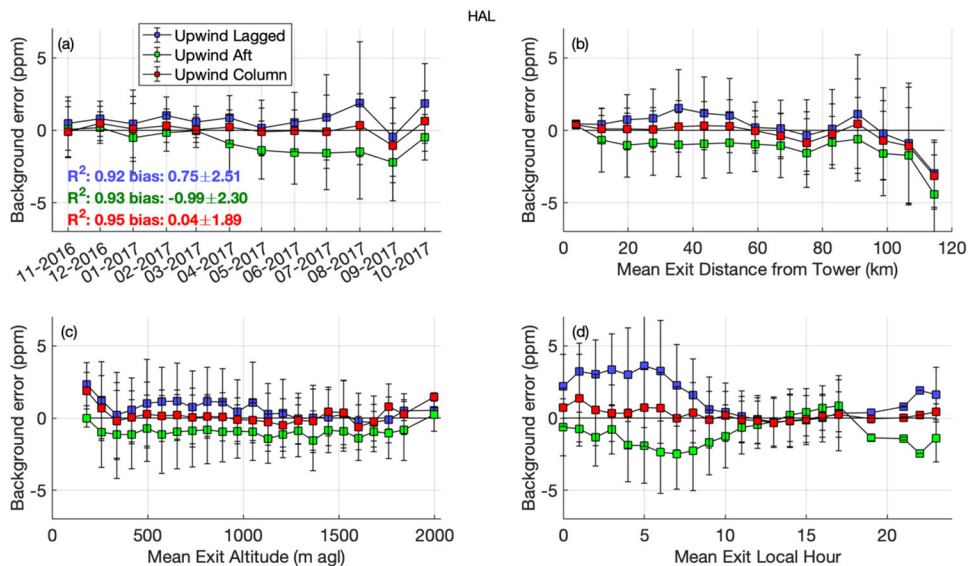 HAL
(a)
Upwind Lagged
Upwind Aft
Upwind Column
Background error (ppm)
5
0
-5
R²: 0.92 bias: 0.75±2.51
R²: 0.93 bias: -0.99±2.30
R²: 0.95 bias: 0.04±1.89
11-2016
12-2016
01-2017
02-2017
03-2017
04-2017
05-2017
06-2017
07-2017
08-2017
09-2017
10-2017
(b)
Background error (ppm)
5
0
-5
0 20 40 60 80 100 120
Mean Exit Distance from Tower (km)
(c)
Background error (ppm)
5
0
-5
0 500 1000 1500 2000
Mean Exit Altitude (m agl)
(d)
Background error (ppm)
5
0
-5
0 5 10 15 20
Mean Exit Local Hour